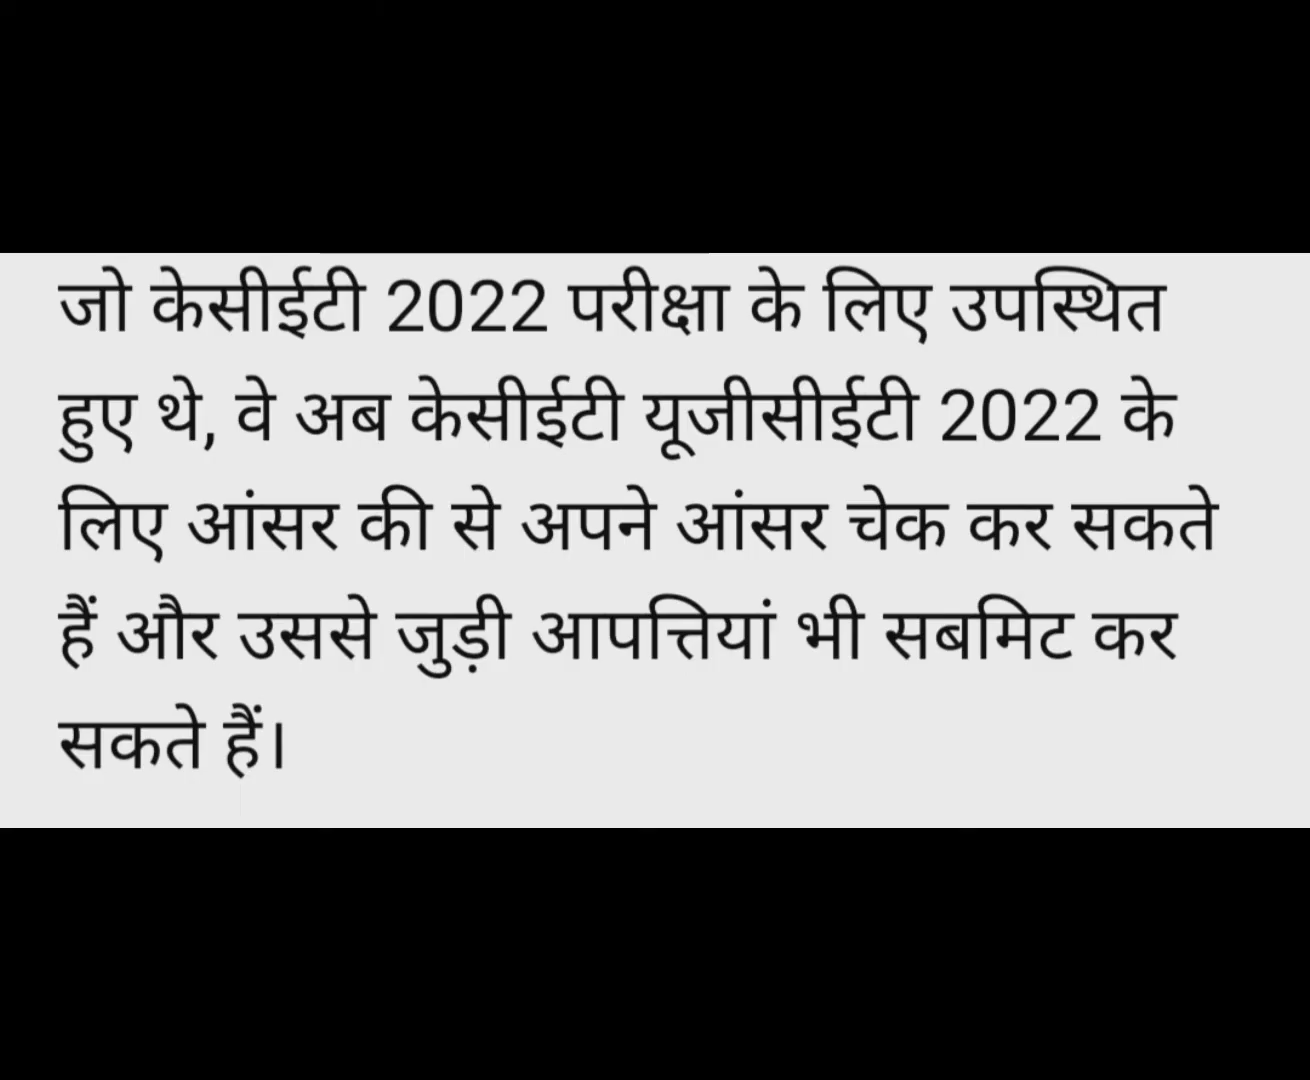 जो केसीईटी 2022 परीक्षा के लिए उपस्थित
हुए थे, वे अब केसीईटी यूजीसीईटी 2022 के
लिए आंसर की से अपने आंसर चेक कर सकते
हैं और उससे जुड़ी आपत्तियां भी सबमिट कर
सकते हैं।